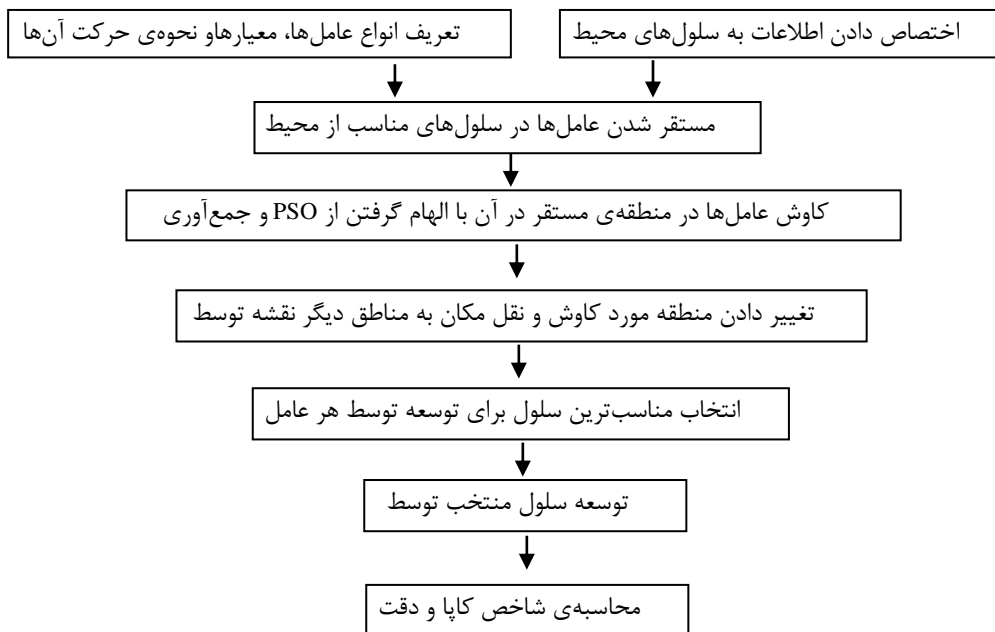 اختصاص دادن اطلاعات به سلول‌های محیط
تعریف انواع عامل‌ها، معیارهاو نحوه‌ی حرکت آن‌ها
مستقر شدن عامل‌ها در سلول‌های مناسب از محیط
کاوش عامل‌ها در منطقه‌ی مستقر در آن با الهام گرفتن از PSO و جمع‌آوری
تغییر دادن منطقه مورد کاوش و نقل مکان به مناطق دیگر نقشه توسط
انتخاب مناسب‌ترین سلول برای توسعه توسط هر عامل
توسعه سلول منتخب توسط
محاسبه‌ی شاخص کاپا و دقت